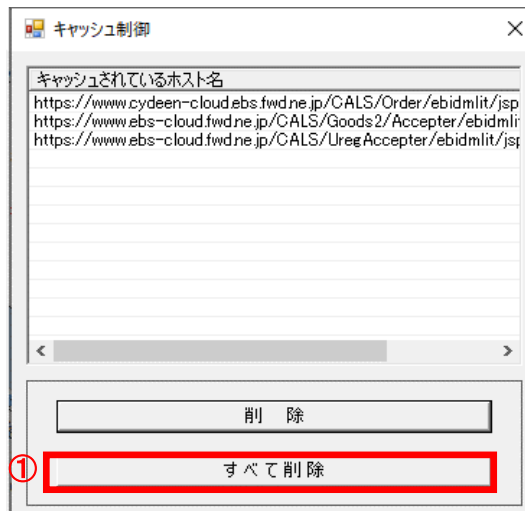 キャッシュ制御
キャッシュされているホスト名
https://www.cydeen-cloud.ebs.fwd.ne.jp/CALS/Order/ebidmlit/jsp
https://www.ebs-cloud.fwd.ne.jp/CALS/Goods2/Accepter/ebidmli
https://www.ebs-cloud.fwd.ne.jp/CALS/UregAccepter/ebidmlit/jsp
削 除
① すべて削除